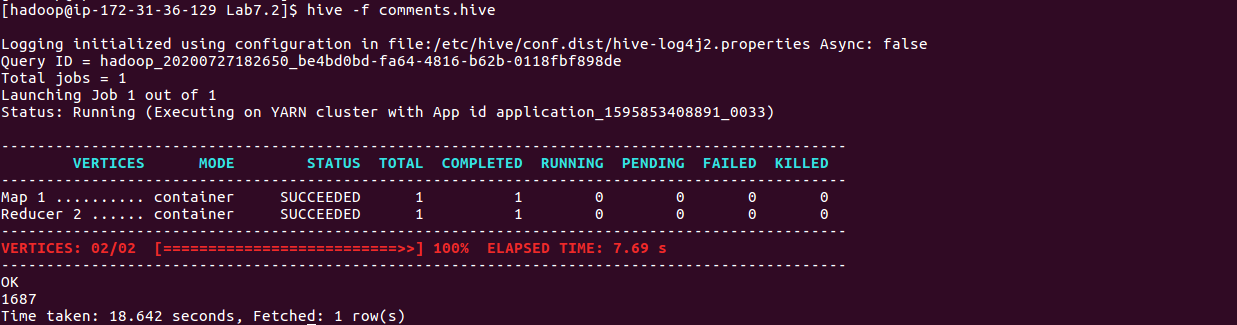 [hadoop@ip-172-31-36-129 Lab7.2]$ hive -f comments.hive
Logging initialized using configuration in file:/etc/hive/conf.dist/hive-log4j2.properties Async: false
Query ID = hadoop_20200727182650_be4bd0bd-fa64-4816-b62b-0118fbf898de
Total jobs = 1
Launching Job 1 out of 1
Status: Running (Executing on YARN cluster with App id application_1595853408891_0033)
----------------------------------------------------------------------------------------------
VERTICES MODE STATUS TOTAL COMPLETED RUNNING PENDING FAILED KILLED
----------------------------------------------------------------------------------------------
Map 1 .......... container SUCCEEDED 1 1 0 0 0 0
Reducer 2 ...... container SUCCEEDED 1 1 0 0 0 0
----------------------------------------------------------------------------------------------
VERTICES: 02/02 [==========================>>] 100% ELAPSED TIME: 7.69 s
----------------------------------------------------------------------------------------------
OK
1687
Time taken: 18.642 seconds, Fetched: 1 row(s)